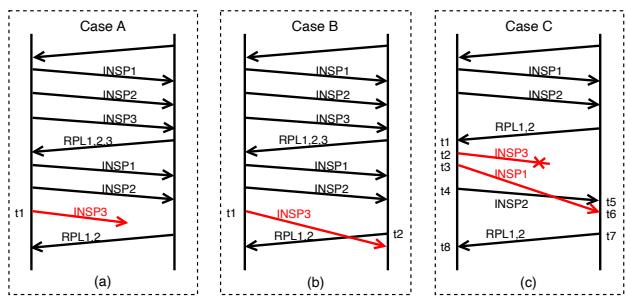 Case A
INSP1
INSP2
INSP3
RPL1,2,3
INSP1
INSP2
t1
INSP3
RPL1,2
(a)
Case B
INSP1
INSP2
INSP3
RPL1,2,3
INSP1
INSP2
t1
INSP3
RPL1,2
t2
(b)
Case C
INSP1
INSP2
RPL1,2
t1
t2
INSP3
t3
INSP1
t4
INSP2
t5
t6
RPL1,2
t7
t8
(c)